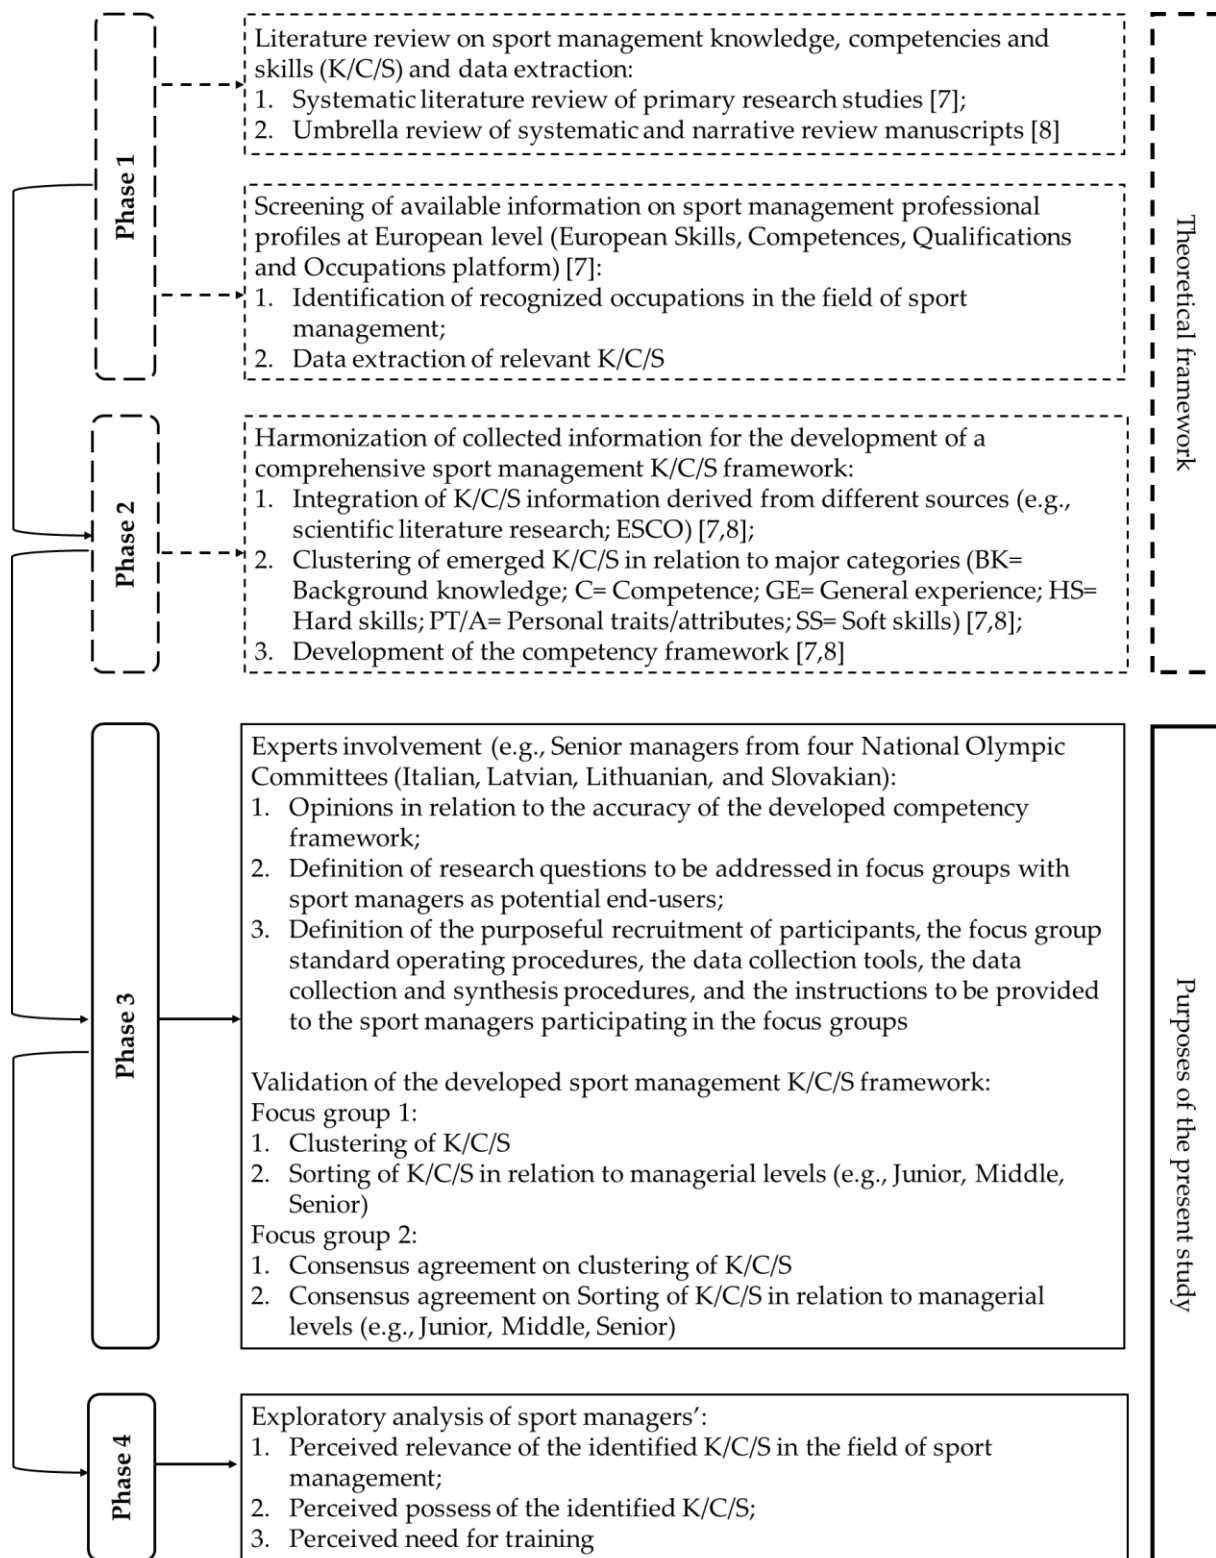 Phase 1
Literature review on sport management knowledge, competencies and
skills (K/C/S) and data extraction:
1. Systematic literature review of primary research studies [7];
2. Umbrella review of systematic and narrative review manuscripts [8]
Screening of available information on sport management professional
profiles at European level (European Skills, Competences, Qualifications
and Occupations platform) [7]:
1. Identification of recognized occupations in the field of sport
management;
2. Data extraction of relevant K/C/S
Phase 2
Harmonization of collected information for the development of a
comprehensive sport management K/C/S framework:
1. Integration of K/C/S information derived from different sources (e.g.,
scientific literature research; ESCO) [7,8];
2. Clustering of emerged K/C/S in relation to major categories (BK=
Background knowledge; C= Competence; GE= General experience; HS=
Hard skills; PT/A= Personal traits/attributes; SS= Soft skills) [7,8];
3. Development of the competency framework [7,8]
Theoretical framework
Phase 3
Experts involvement (e.g., Senior managers from four National Olympic
Committees (Italian, Latvian, Lithuanian, and Slovakian):
1. Opinions in relation to the accuracy of the developed competency
framework;
2. Definition of research questions to be addressed in focus groups with
sport managers as potential end-users;
3. Definition of the purposeful recruitment of participants, the focus group
standard operating procedures, the data collection tools, the data
collection and synthesis procedures, and the instructions to be provided
to the sport managers participating in the focus groups
Validation of the developed sport management K/C/S framework:
Focus group 1:
1. Clustering of K/C/S
2. Sorting of K/C/S in relation to managerial levels (e.g., Junior, Middle,
Senior)
Focus group 2:
1. Consensus agreement on clustering of K/C/S
2. Consensus agreement on Sorting of K/C/S in relation to managerial
levels (e.g., Junior, Middle, Senior)
Phase 4
Exploratory analysis of sport managers’:
1. Perceived relevance of the identified K/C/S in the field of sport
management;
2. Perceived possess of the identified K/C/S;
3. Perceived need for training
Purposes of the present study